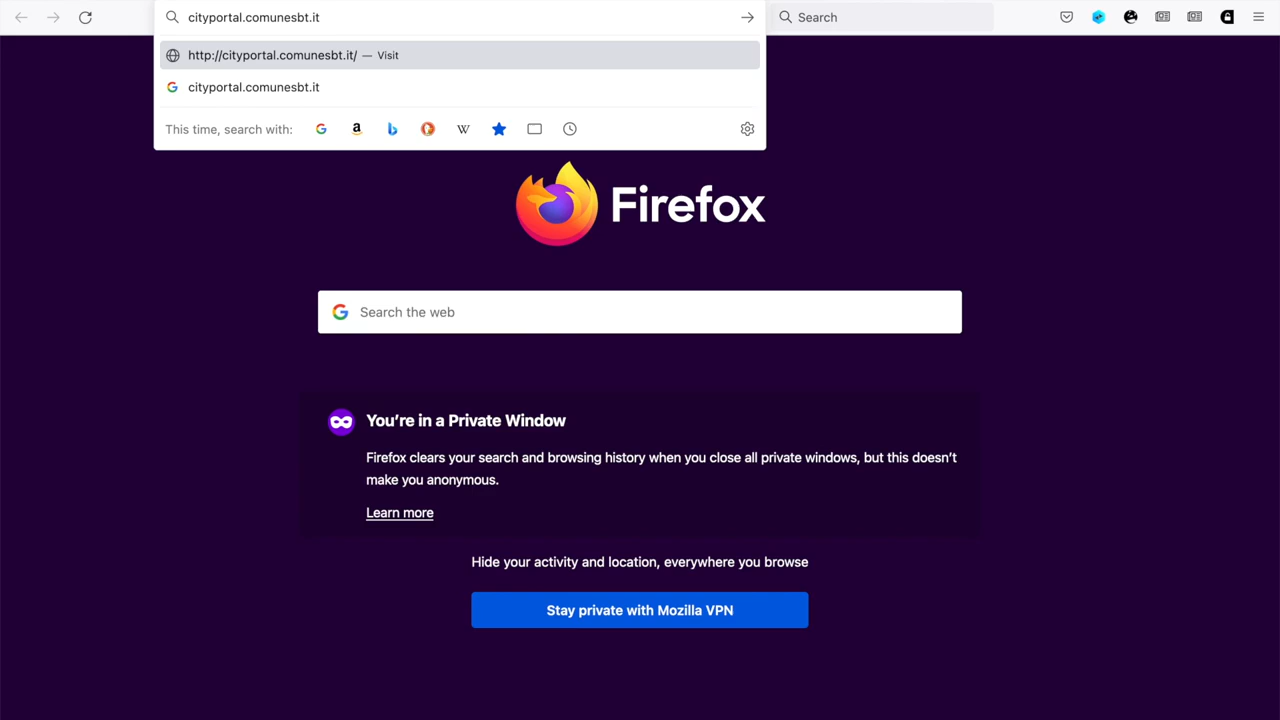 cityportal.comunesbt.it
Search
http://cityportal.comunesbt.it/ — Visit
cityportal.comunesbt.it
This time, search with:
Firefox
Search the web
You're in a Private Window
Firefox clears your search and browsing history when you close all private windows, but this doesn't
make you anonymous.
Learn more
Hide your activity and location, everywhere you browse
Stay private with Mozilla VPN